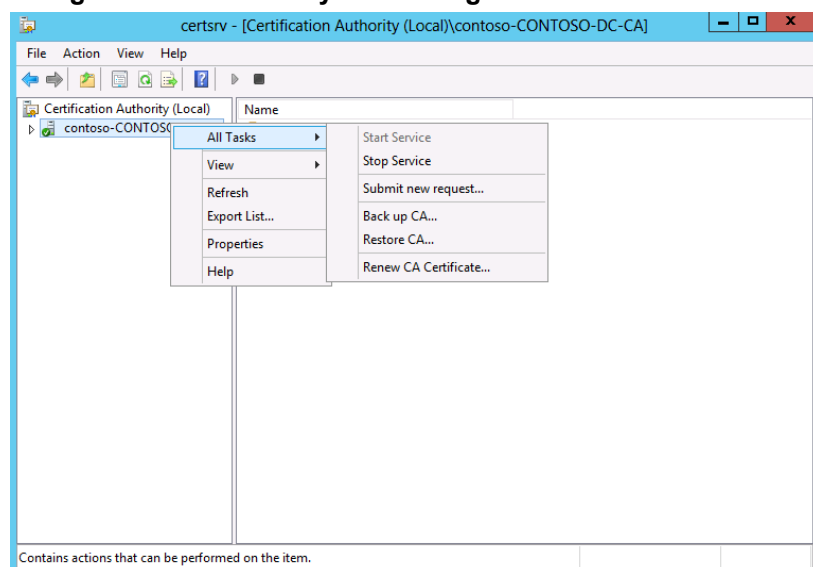 certsrv - [Certification Authority (Local)\contoso-CONTOSO-DC-CA]
File Action View Help
Certification Authority (Local)
Name
contoso-CONTOSO
All Tasks
Start Service
Stop Service
View
Submit new request...
Refresh
Export List...
Back up CA...
Restore CA...
Properties
Renew CA Certificate...
Help
Contains actions that can be performed on the item.